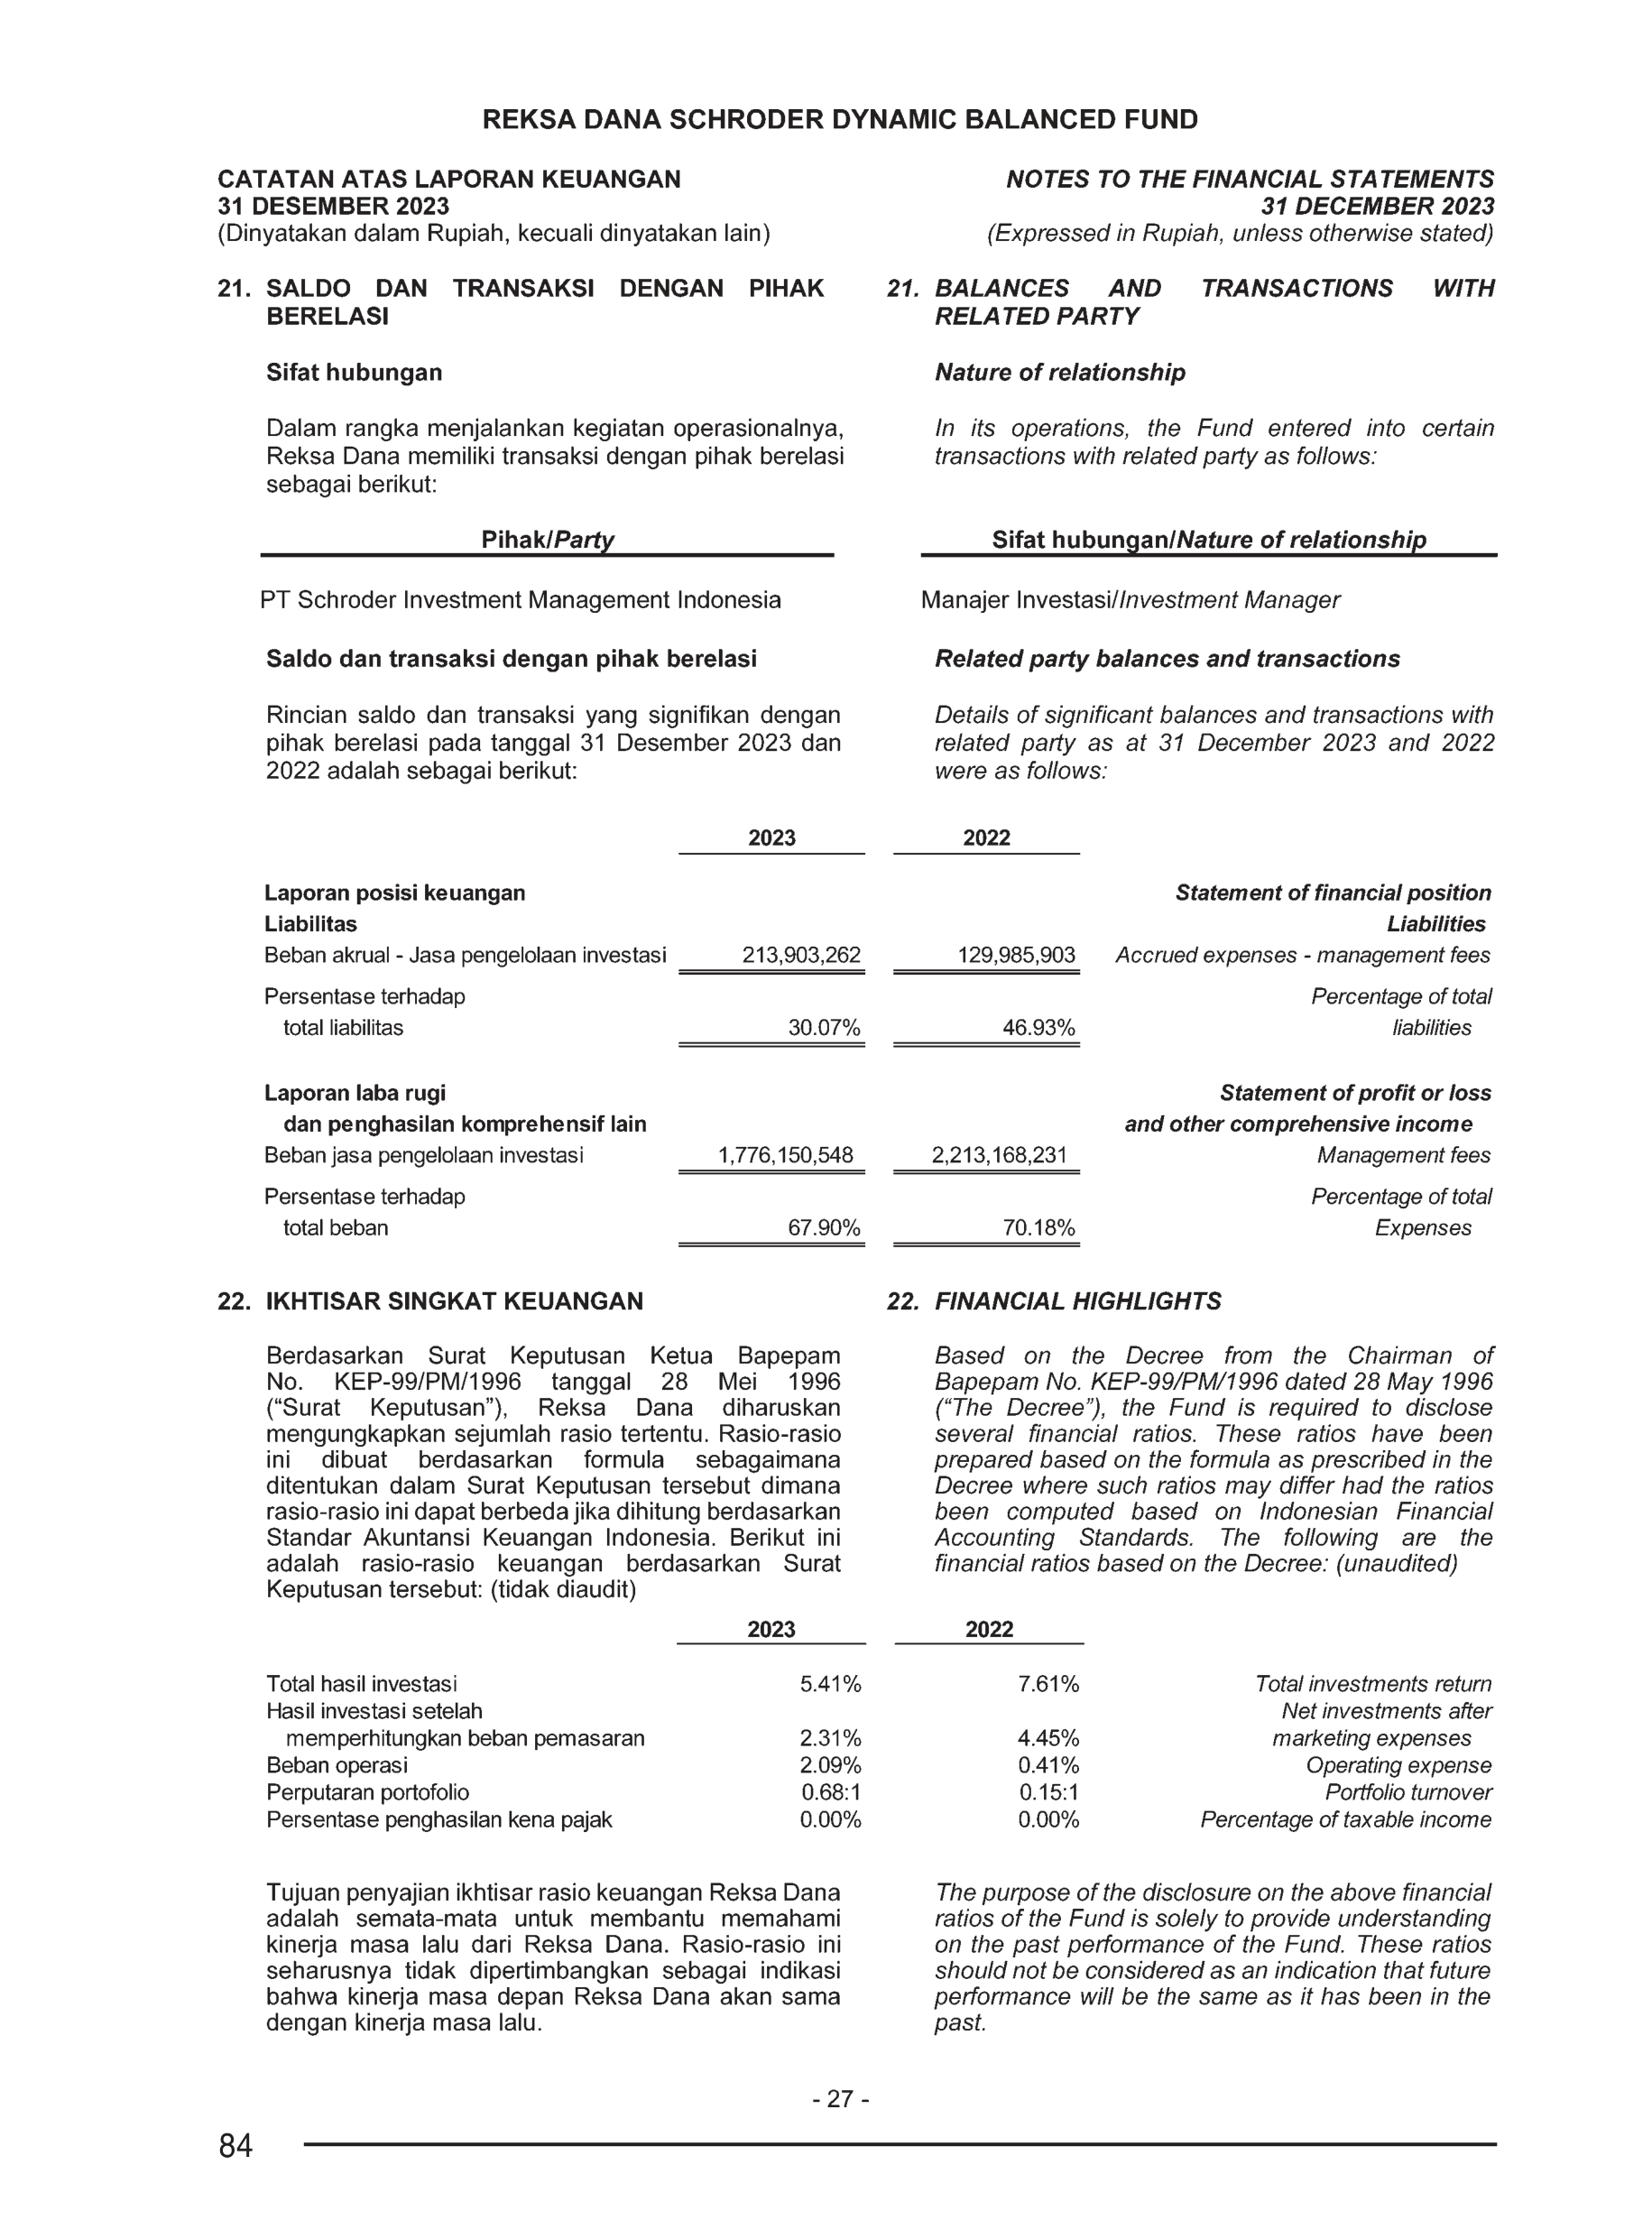 REKSA DANA SCHRODER DYNAMIC BALANCED FUND
CATATAN ATAS LAPORAN KEUANGAN
31 DESEMBER 2023
(Dinyatakan dalam Rupiah, kecuali dinyatakan lain)
NOTES TO THE FINANCIAL STATEMENTS
31 DECEMBER 2023
(Expressed in Rupiah, unless otherwise stated)
21. SALDO DAN TRANSAKSI DENGAN PIHAK
BERELASI
21. BALANCES AND TRANSACTIONS WITH
RELATED PARTY
Sifat hubungan
Nature of relationship
Dalam rangka menjalankan kegiatan operasionalnya,
Reksa Dana memiliki transaksi dengan pihak berelasi
sebagai berikut:
In its operations, the Fund entered into certain
transactions with related party as follows:
Pihak/Party Sifat hubungan/Nature of relationship
PT Schroder Investment Management Indonesia Manajer Investasi/Investment Manager
Saldo dan transaksi dengan pihak berelasi
Related party balances and transactions
Rincian saldo dan transaksi yang signifikan dengan
pihak berelasi pada tanggal 31 Desember 2023 dan
2022 adalah sebagai berikut:
Details of significant balances and transactions with
related party as at 31 December 2023 and 2022
were as follows:
2023 2022
Laporan posisi keuangan Statement of financial position
Liabilitas Liabilities
Beban akrual - Jasa pengelolaan investasi 213,903,262 129,985,903 Accrued expenses - management fees
Persentase terhadap Percentage of total
total liabilitas 30.07% 46.93% liabilities
Laporan laba rugi Statement of profit or loss
dan penghasilan komprehensif lain and other comprehensive income
Beban jasa pengelolaan investasi 1,776,150,548 2,213,168,231 Management fees
Persentase terhadap Percentage of total
total beban 67.90% 70.18% Expenses
22. IKHTISAR SINGKAT KEUANGAN
22. FINANCIAL HIGHLIGHTS
Berdasarkan Surat Keputusan Ketua Bapepam
No. KEP-99/PM/1996 tanggal 28 Mei 1996
(“Surat Keputusan”), Reksa Dana diharuskan
mengungkapkan sejumlah rasio tertentu. Rasio-rasio
ini dibuat berdasarkan formula sebagaimana
ditentukan dalam Surat Keputusan tersebut dimana
rasio-rasio ini dapat berbeda jika dihitung berdasarkan
Standar Akuntansi Keuangan Indonesia. Berikut ini
adalah rasio-rasio keuangan berdasarkan Surat
Keputusan tersebut: (tidak diaudit)
Based on the Decree from the Chairman of
Bapepam No. KEP-99/PM/1996 dated 28 May 1996
(“The Decree”), the Fund is required to disclose
several financial ratios. These ratios have been
prepared based on the formula as prescribed in the
Decree where such ratios may differ had the ratios
been computed based on Indonesian Financial
Accounting Standards. The following are the
financial ratios based on the Decree: (unaudited)
2023 2022
Total hasil investasi 5.41% 7.61% Total investments return
Hasil investasi setelah Net investments after
memperhitungkan beban pemasaran 2.31% 4.45% marketing expenses
Beban operasi 2.09% 0.41% Operating expense
Perputaran portofolio 0.68:1 0.15:1 Portfolio turnover
Persentase penghasilan kena pajak 0.00% 0.00% Percentage of taxable income
Tujuan penyajian ikhtisar rasio keuangan Reksa Dana
adalah semata-mata untuk membantu memahami
kinerja masa lalu dari Reksa Dana. Rasio-rasio ini
seharusnya tidak dipertimbangkan sebagai indikasi
bahwa kinerja masa depan Reksa Dana akan sama
dengan kinerja masa lalu.
The purpose of the disclosure on the above financial
ratios of the Fund is solely to provide understanding
on the past performance of the Fund. These ratios
should not be considered as an indication that future
performance will be the same as it has been in the
past.
- 27 -
84